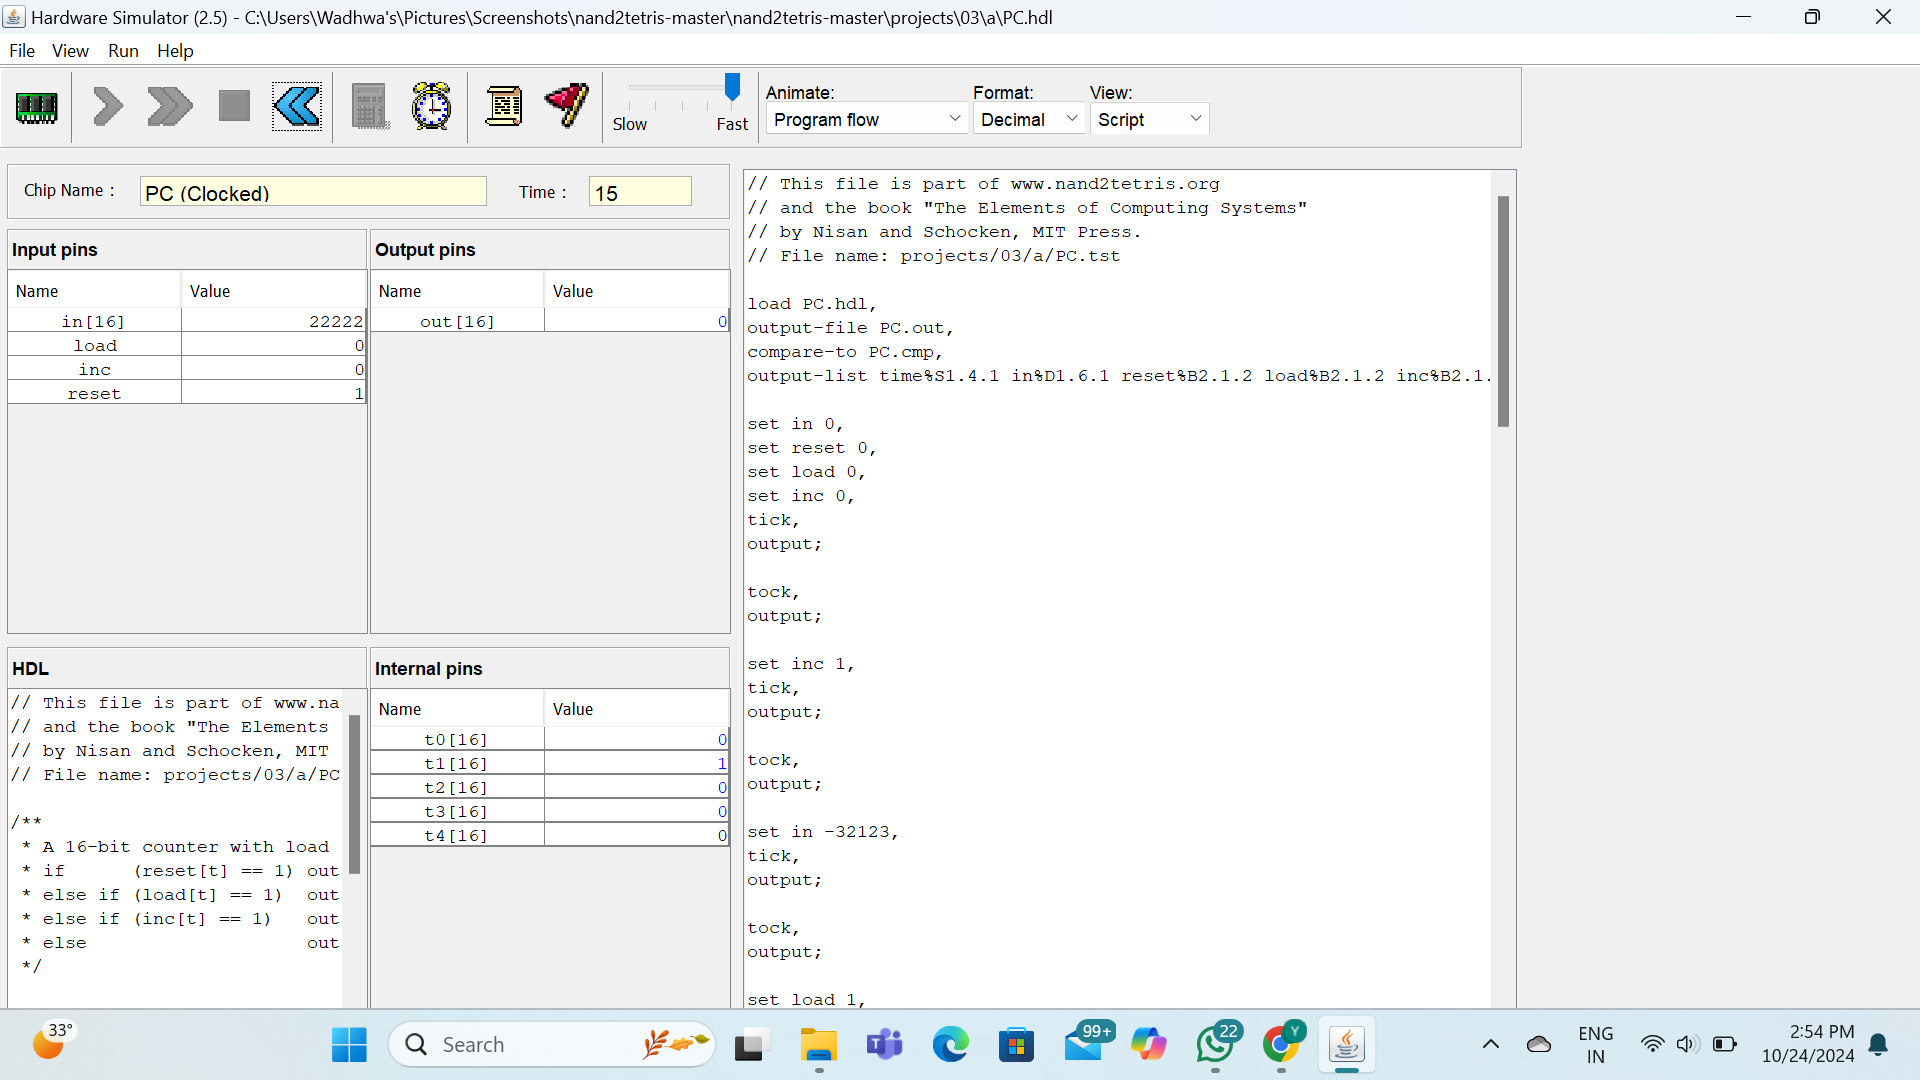 Hardware Simulator (2.5) - C:\Users\Wadhwa's\Pictures\Screenshots\nand2tetris-master\nand2tetris-master\projects\03\a\PC.hdl
File View Run Help
Slow Fast
Animate: Format: View:
Program flow Decimal Script
Chip Name : PC (Clocked) Time : 15
Input pins
Name Value
in[16] 22222
load 0
inc 0
reset 1
Output pins
Name Value
out[16] 0
HDL
// This file is part of www.na
// and the book "The Elements
// by Nisan and Schocken, MIT
// File name: projects/03/a/PC
/**
* A 16-bit counter with load
* if (reset[t] == 1) out
* else if (load[t] == 1) out
* else if (inc[t] == 1) out
* else out
*/
Internal pins
Name Value
t0[16] 0
t1[16] 1
t2[16] 0
t3[16] 0
t4[16] 0
// This file is part of www.nand2tetris.org
// and the book "The Elements of Computing Systems"
// by Nisan and Schocken, MIT Press.
// File name: projects/03/a/PC.tst
load PC.hdl,
output-file PC.out,
compare-to PC.cmp,
output-list time%S1.4.1 in%D1.6.1 reset%B2.1.2 load%B2.1.2 inc%B2.1.
set in 0,
set reset 0,
set load 0,
set inc 0,
tick,
output;
tock,
output;
set inc 1,
tick,
output;
tock,
output;
set in -32123,
tick,
output;
tock,
output;
set load 1,
33°
Search
99+
22
Y
ENG
IN
2:54 PM
10/24/2024